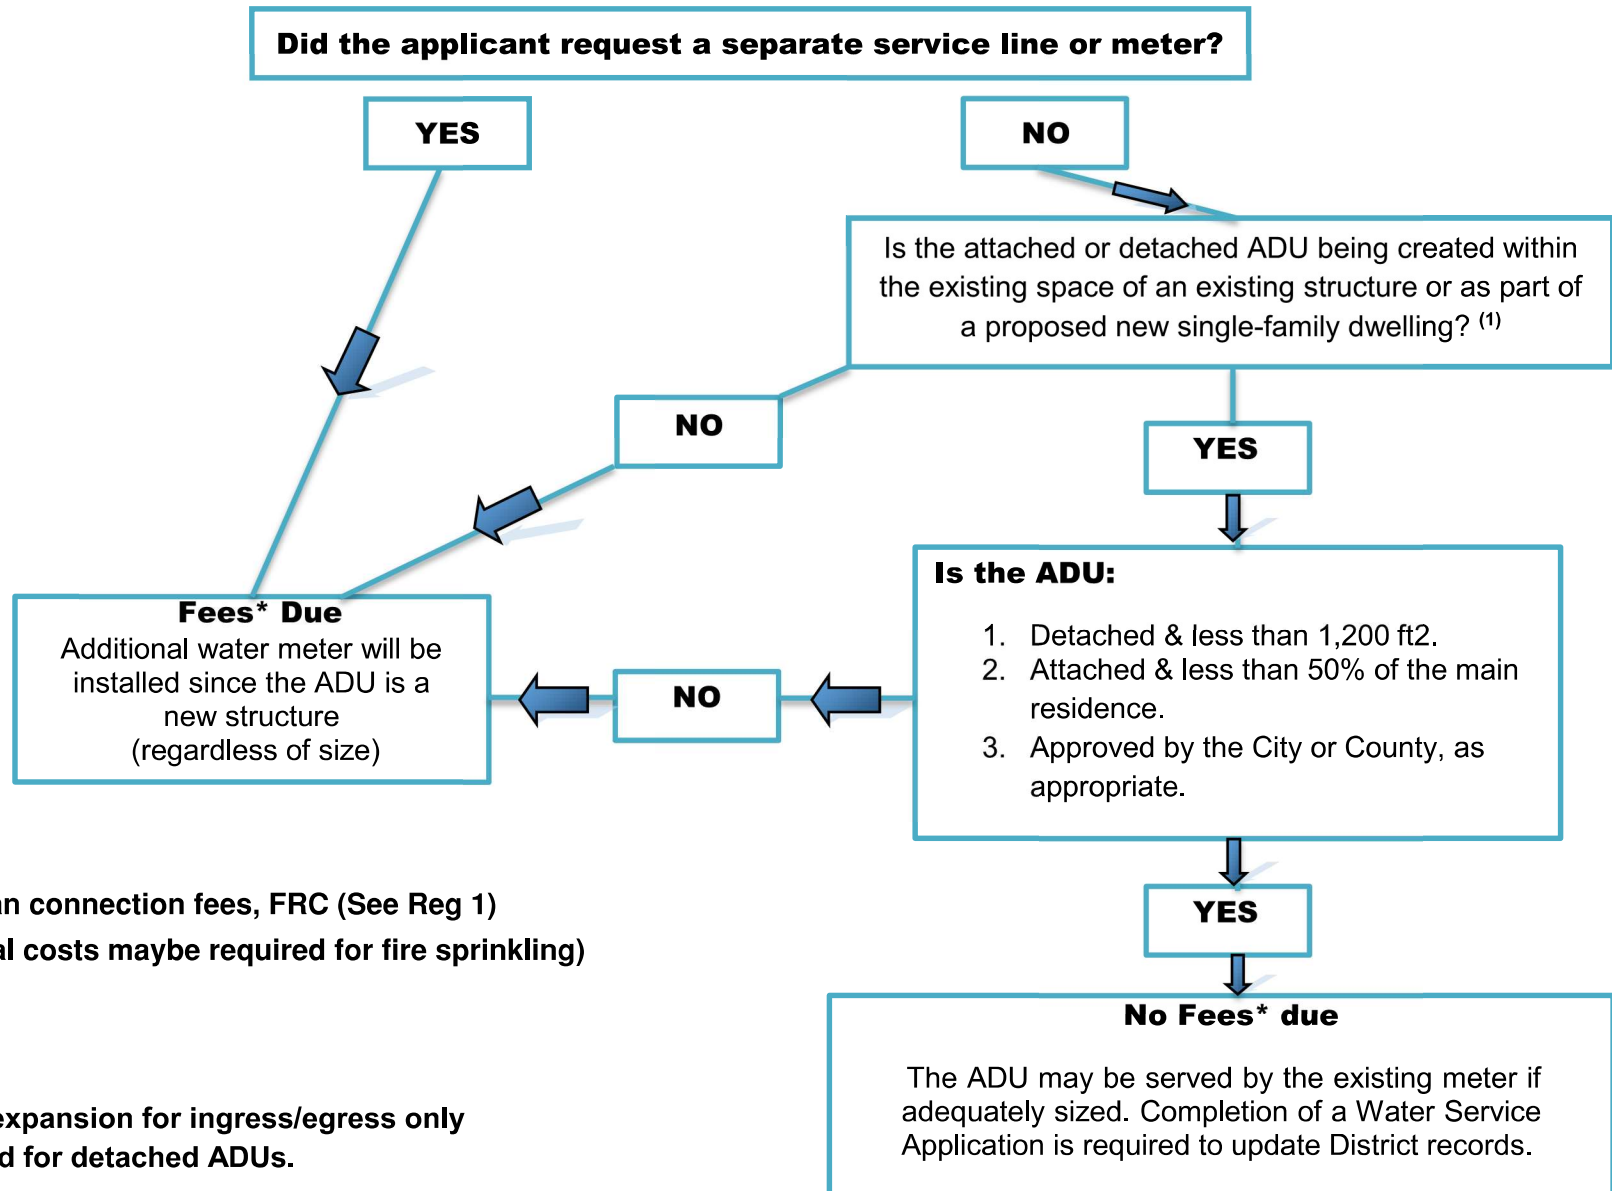 Did the applicant request a separate service line or meter?
YES
NO
Is the attached or detached ADU being created within
the existing space of an existing structure or as part of
a proposed new single-family dwelling? (1)
NO
YES
Is the ADU:
1. Detached & less than 1,200 ft2.
2. Attached & less than 50% of the main
residence.
3. Approved by the City or County, as
appropriate.
NO
Fees* Due
Additional water meter will be
installed since the ADU is a
new structure
(regardless of size)
YES
No Fees* due
The ADU may be served by the existing meter if
adequately sized. Completion of a Water Service
Application is required to update District records.
connection fees, FRC (See Reg 1)
costs maybe required for fire sprinkling)
expansion for ingress/egress only
for detached ADUs.